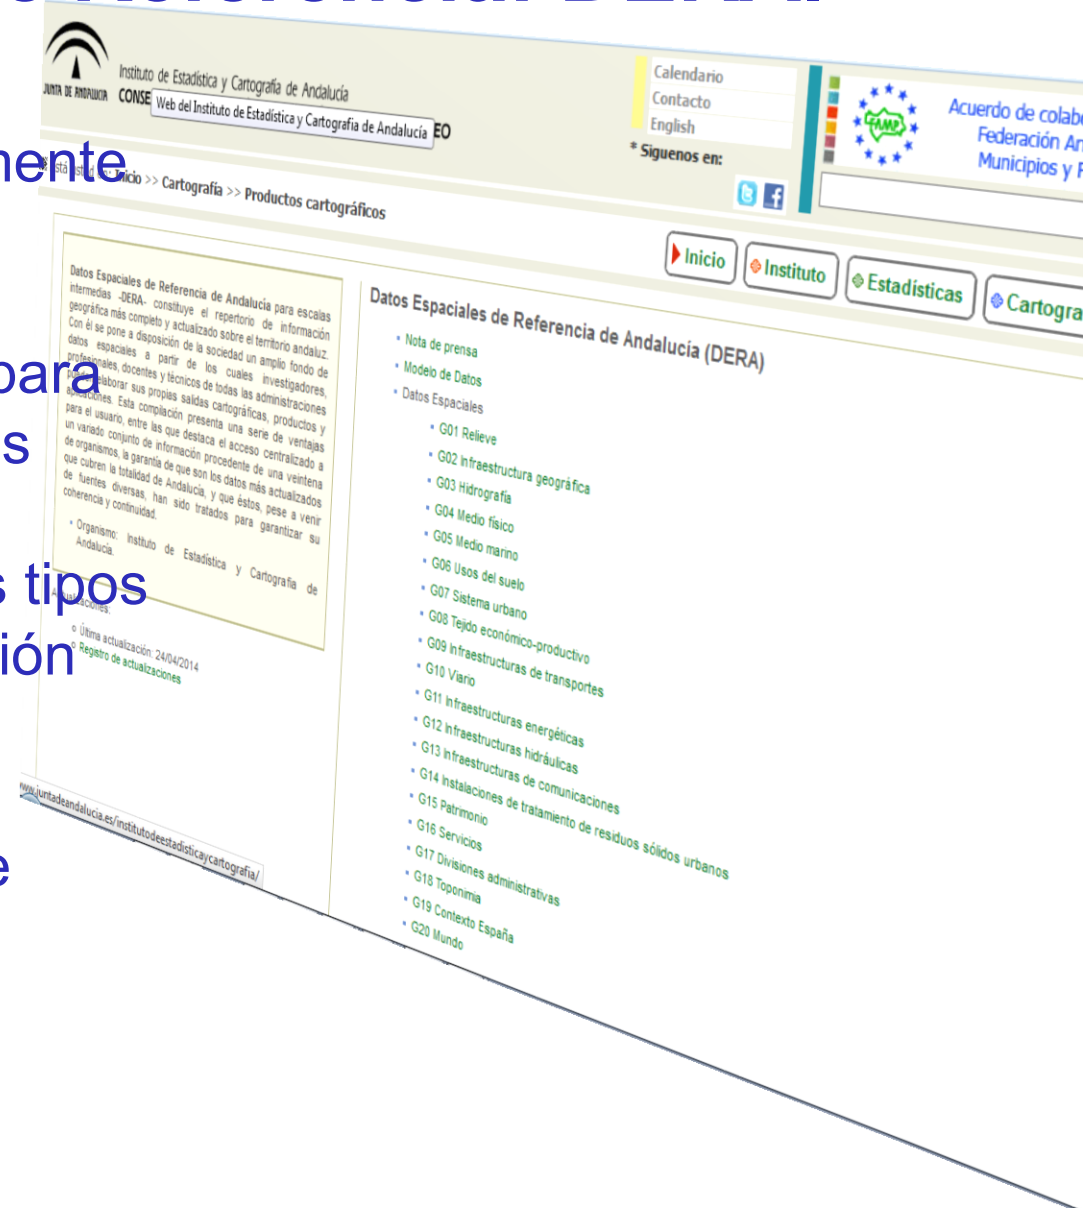 Referencia: DERA.
Instituto de Estadística y Cartografía de Andalucía
JUNTA DE ANDALUCIA
CONSE
EO
Web del Instituto de Estadística y Cartografía de Andalucía
Calendario
Contacto
English
* Síguenos en:
FAMP
Acuerdo de colabo
Federación An
Municipios y P
mente
Inicio >> Cartografía >> Productos cartográficos
Inicio
Instituto
Estadísticas
Cartogra
Datos Espaciales de Referencia de Andalucía para escalas
intermedias -DERA- constituye el repertorio de información
geográfica más completo y actualizado sobre el territorio andaluz.
Con él se pone a disposición de la sociedad un amplio fondo de
datos espaciales a partir de los cuales investigadores,
profesionales, docentes y técnicos de todas las administraciones
elaborar sus propias salidas cartográficas, productos y
aplicaciones. Esta compilación presenta una serie de ventajas
para el usuario, entre las que destaca el acceso centralizado a
un variado conjunto de información procedente de una veintena
de organismos, la garantía de que son los datos más actualizados
que cubren la totalidad de Andalucía, y que éstos, pese a venir
de fuentes diversas, han sido tratados para garantizar su
coherencia y continuidad.
Organismo: Instituto de Estadística y Cartografía de
Andalucía.
para
s
s tipos
ión
e
Última actualización: 24/04/2014
Registro de actualizaciones
Datos Espaciales de Referencia de Andalucía (DERA)
Nota de prensa
Modelo de Datos
Datos Espaciales
G01 Relieve
G02 Infraestructura geográfica
G03 Hidrografía
G04 Medio físico
G05 Medio marino
G06 Usos del suelo
G07 Sistema urbano
G08 Tejido económico-productivo
G09 Infraestructuras de transportes
G10 Viario
G11 Infraestructuras energéticas
G12 Infraestructuras hidráulicas
G13 Infraestructuras de comunicaciones
G14 Instalaciones de tratamiento de residuos sólidos urbanos
G15 Patrimonio
G16 Servicios
G17 Divisiones administrativas
G18 Toponimia
G19 Contexto España
G20 Mundo
www.juntadeandalucia.es/institutodeestadisticaycartografia/